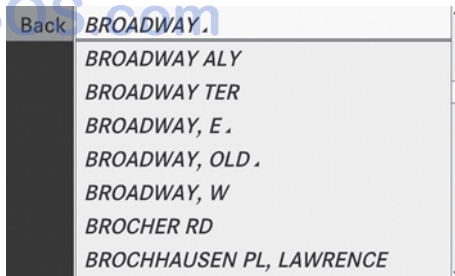 Back
BROADWAY
BROADWAY ALY
BROADWAY TER
BROADWAY, E
BROADWAY, OLD
BROADWAY, W
BROCHER RD
BROCHHAUSEN PL, LAWRENCE